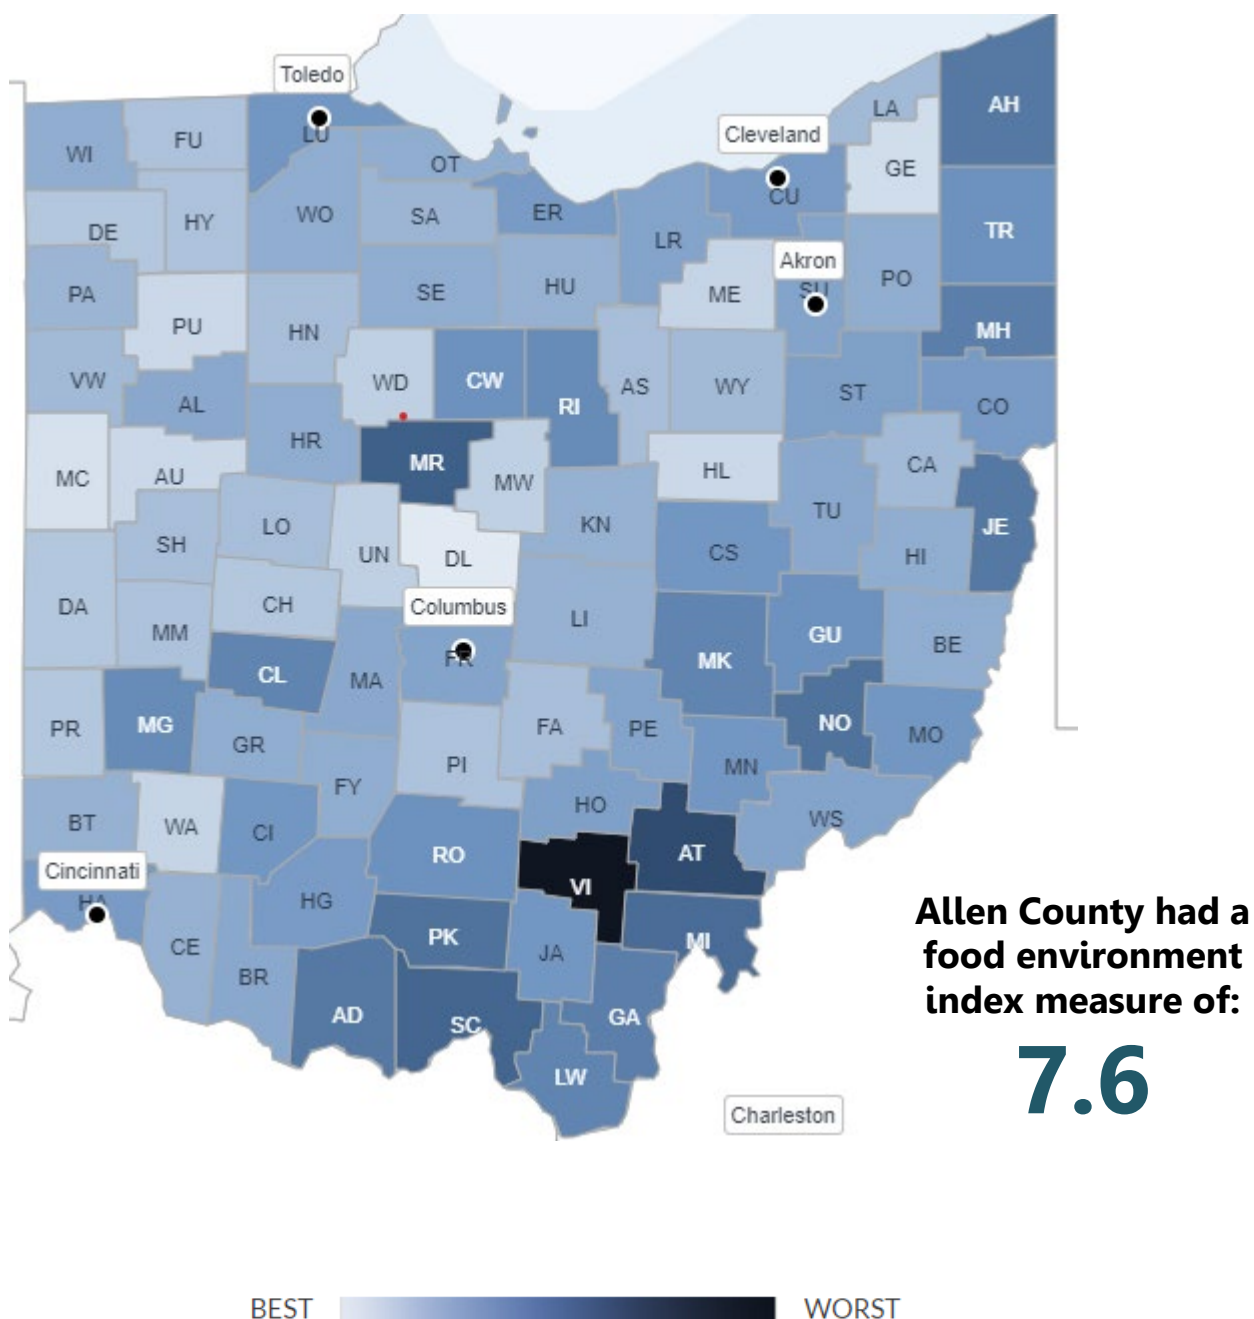 Toledo
AH
LA
LU
Cleveland
FU
WI
OT
GE
CU
ER
WO
SA
HY
DE
TR
LR
Akron
PO
SU
HU
SE
PA
ME
PU
HN
MH
VW
WD
CW
AS
WY
ST
AL
RI
CO
HR
MR
CA
HL
AU
MC
MW
TU
LO
KN
JE
SH
UN
DL
CS
HI
DA
CH
Columbus
LI
MM
GU
BE
FR
MK
CL
MA
NO
MG
PR
FA
PE
MO
GR
PI
MN
FY
HO
WS
BT
WA
CI
RO
AT
Cincinnati
VI
HA
HG
PK
MI
CE
JA
BR
AD
SC
GA
LW
Charleston
Allen County had a
food environment
index measure of:
7.6
BEST
WORST